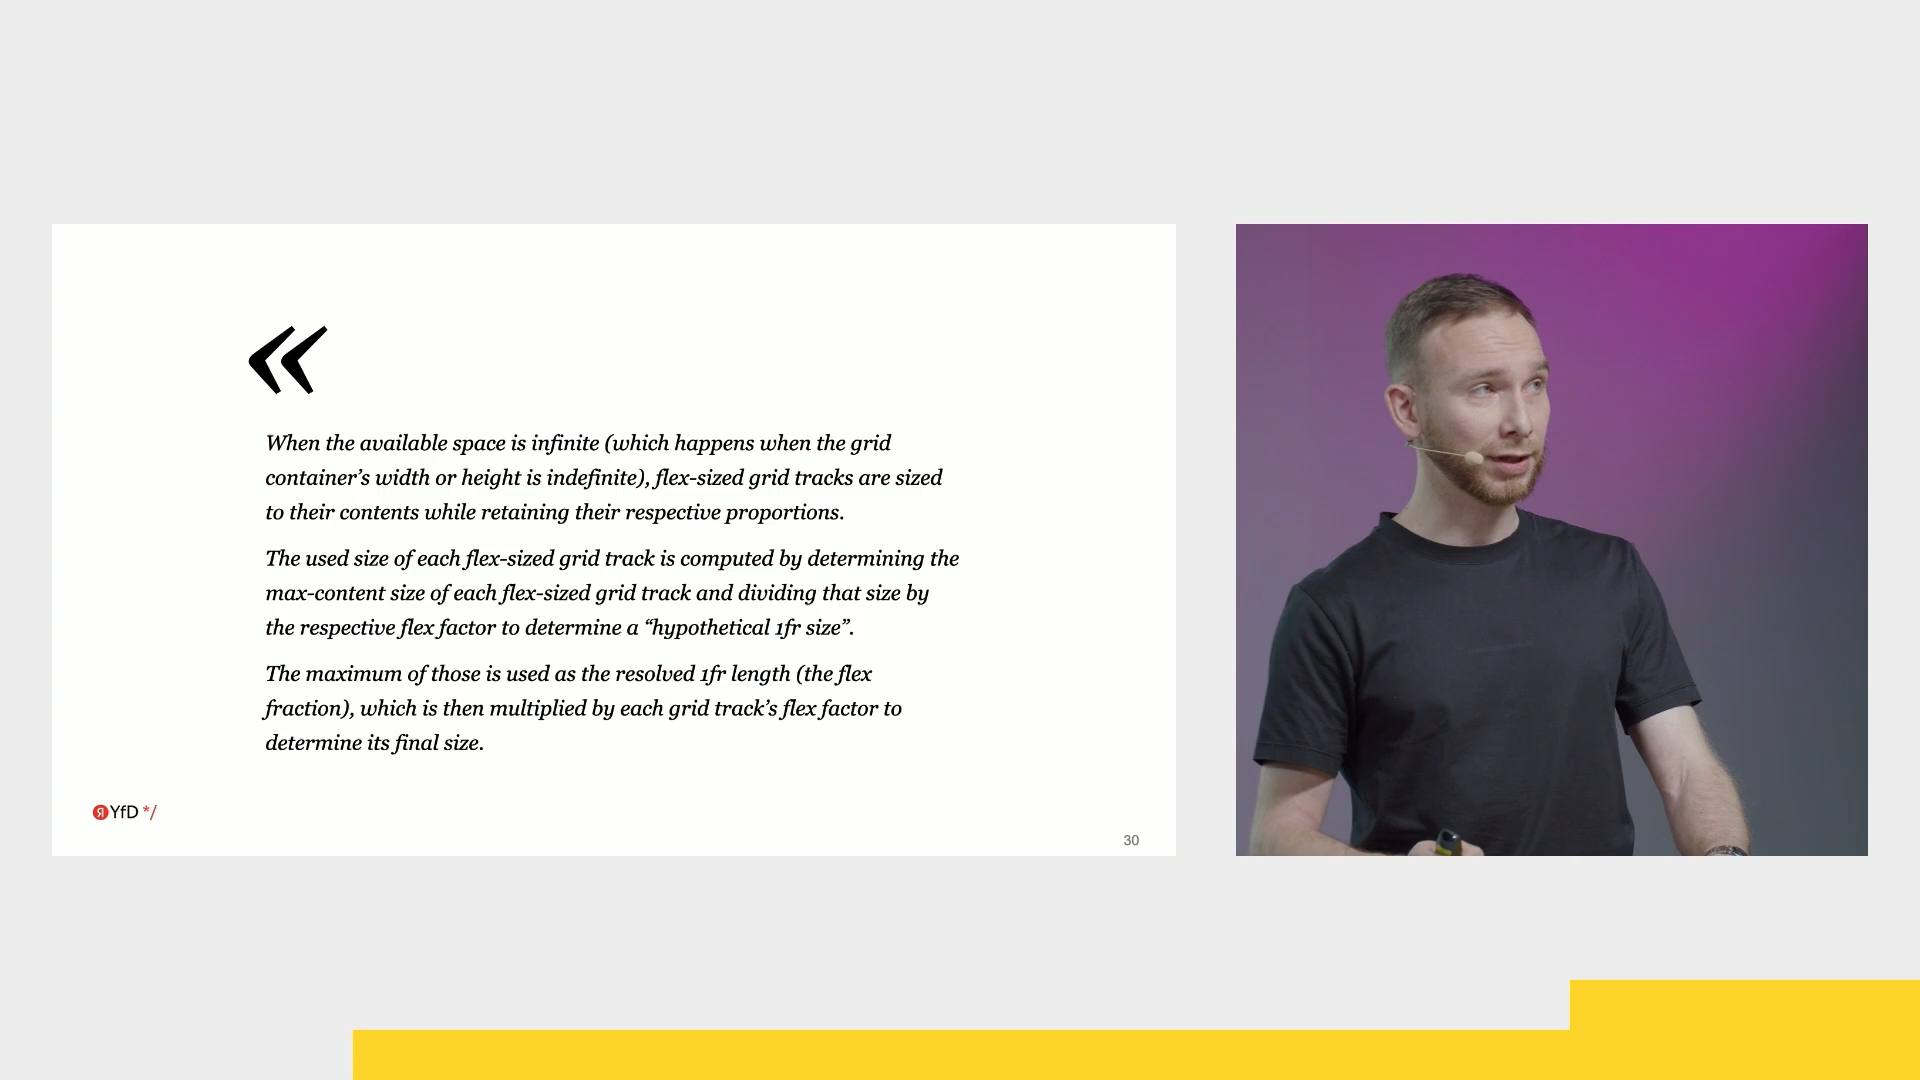 «
When the available space is infinite (which happens when the grid
container’s width or height is indefinite), flex-sized grid tracks are sized
to their contents while retaining their respective proportions.
The used size of each flex-sized grid track is computed by determining the
max-content size of each flex-sized grid track and dividing that size by
the respective flex factor to determine a “hypothetical 1fr size”.
The maximum of those is used as the resolved 1fr length (the flex
fraction), which is then multiplied by each grid track’s flex factor to
determine its final size.
Я YfD */
30